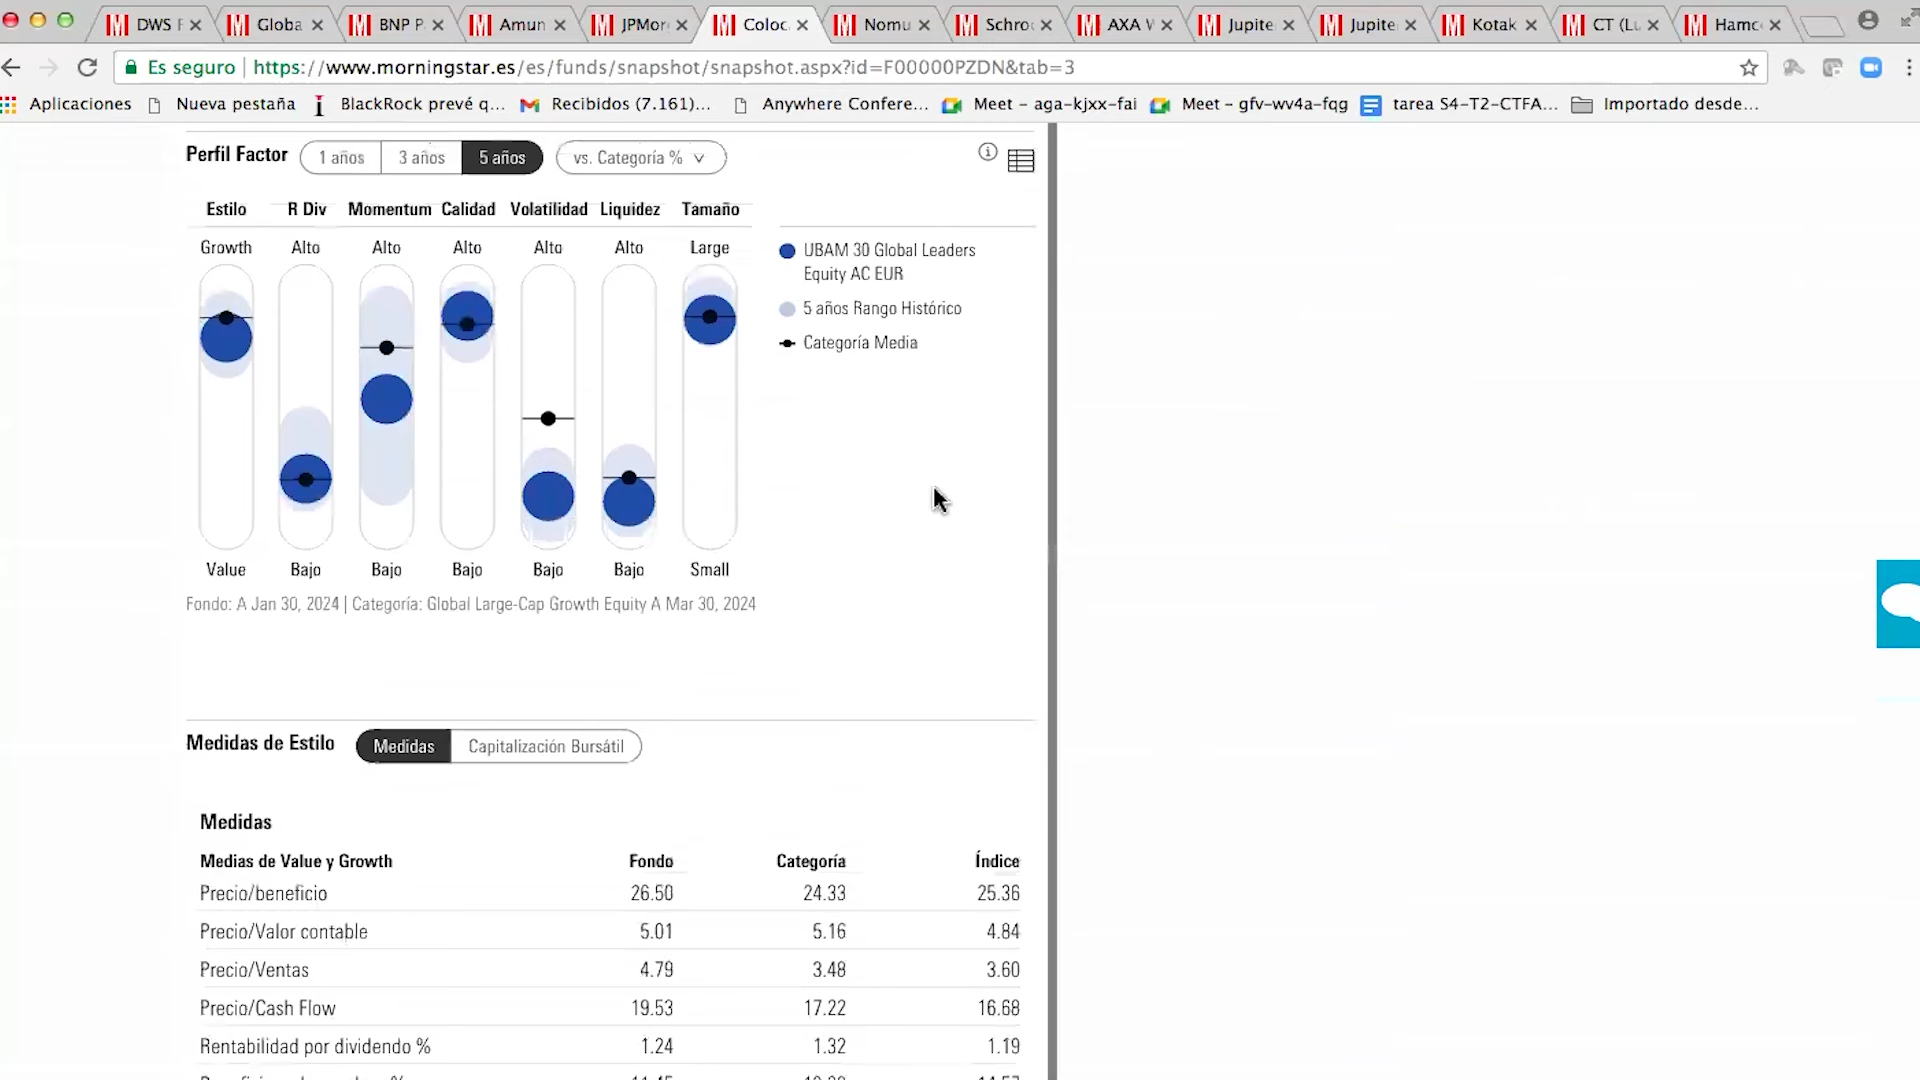 DWS F
Globa
BNP P
Amun
JPMor
Coloc
Nomu
Schro
AXA W
Jupite
Jupite
Kotak
CT (Lu
Hamc
Es seguro | https://www.morningstar.es/es/funds/snapshot/snapshot.aspx?id=F00000PZDN&tab=3
Aplicaciones Nueva pestaña BlackRock prevé q... Recibidos (7.161)... Anywhere Confere... Meet – aga-kjxx-fai Meet – gfv-wv4a-fqg tarea S4-T2-CTFA... Importado desde...
Perfil Factor 1 años 3 años 5 años vs. Categoría %
Estilo R Div Momentum Calidad Volatilidad Liquidez Tamaño
Growth Alto Alto Alto Alto Alto Large
UBAM 30 Global Leaders
Equity AC EUR
5 años Rango Histórico
Categoría Media
Value Bajo Bajo Bajo Bajo Bajo Small
Fondo: A Jan 30, 2024 | Categoría: Global Large-Cap Growth Equity A Mar 30, 2024
Medidas de Estilo Medidas Capitalización Bursátil
Medidas
Medias de Value y Growth Fondo Categoría Índice
Precio/beneficio 26.50 24.33 25.36
Precio/Valor contable 5.01 5.16 4.84
Precio/Ventas 4.79 3.48 3.60
Precio/Cash Flow 19.53 17.22 16.68
Rentabilidad por dividendo % 1.24 1.32 1.19